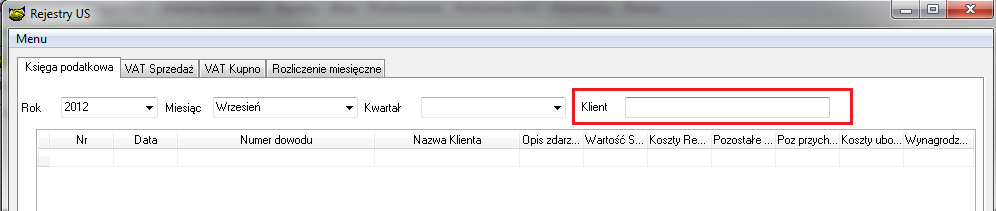 Rejestry US
Menu
Księga podatkowa VAT Sprzedaż VAT Kupno Rozliczenie miesięczne
Rok 2012 Miesiąc Wrzesień Kwartał Klient
Nr Data Numer dowodu Nazwa Klienta Opis zdarz... Wartość S... Koszty Re... Pozostałe ... Poz przych... Koszty ubo... Wynagrodz...